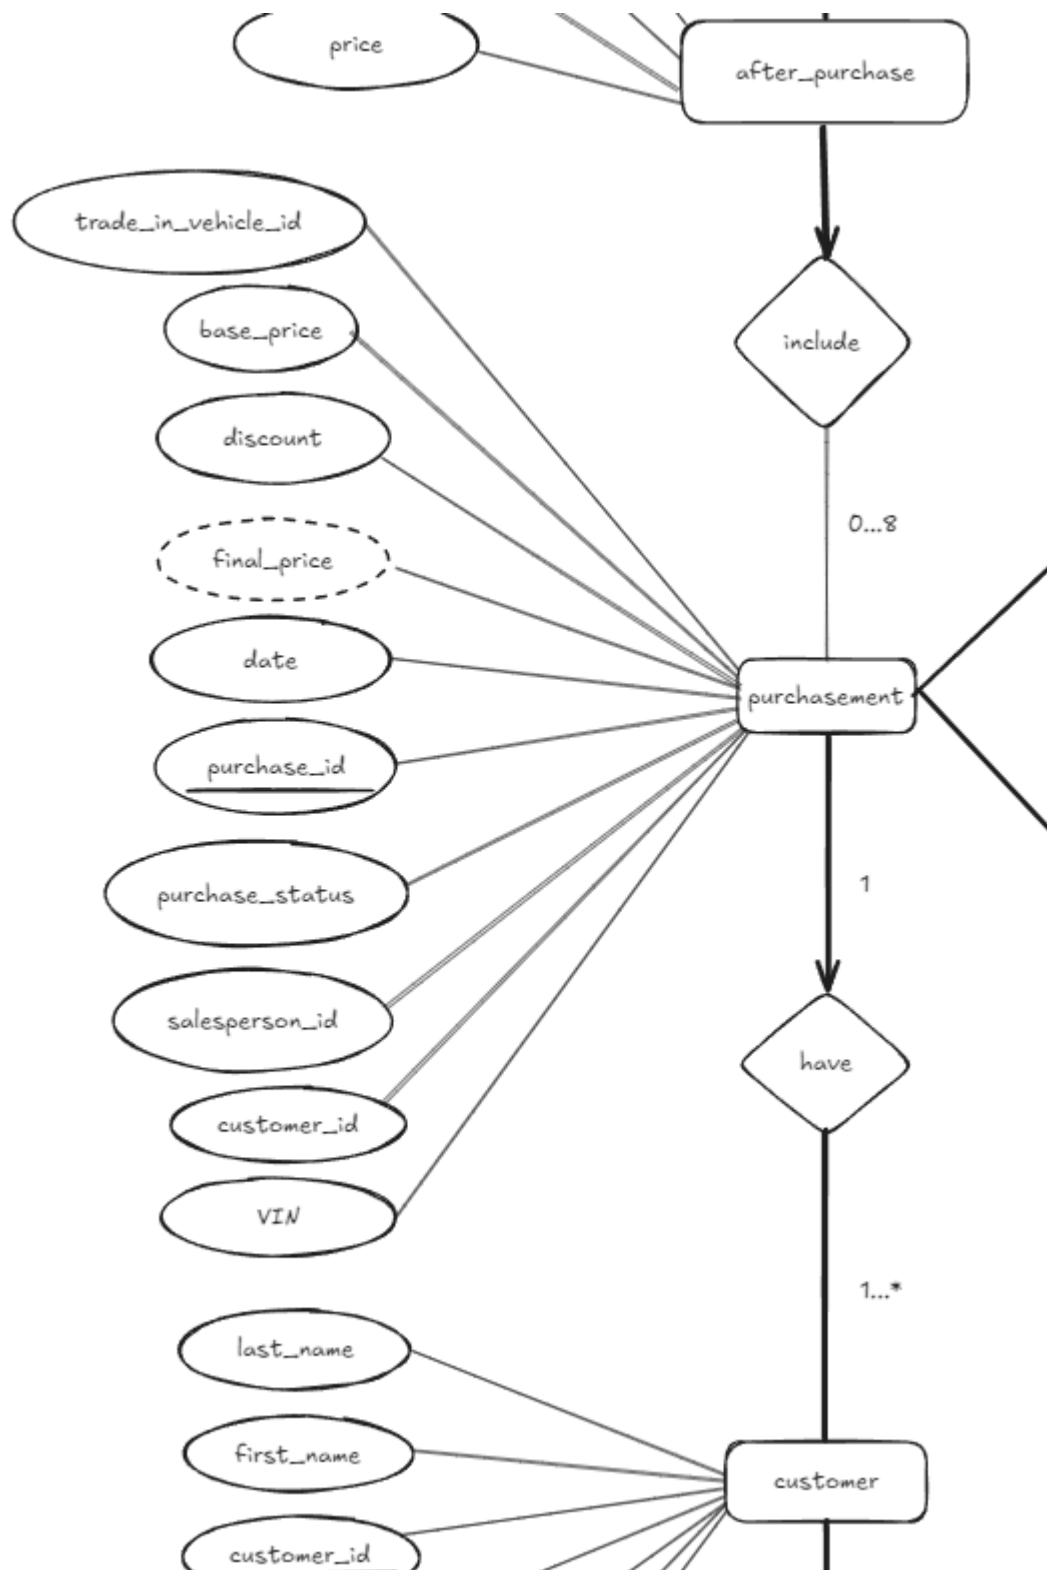 price
after_purchase
trade_in_vehicle_id
base_price
include
discount
0...8
final_price
date
purchasement
purchase_id
purchase_status
1
salesperson_id
have
customer_id
VIN
1...*
last_name
first_name
customer
customer_id